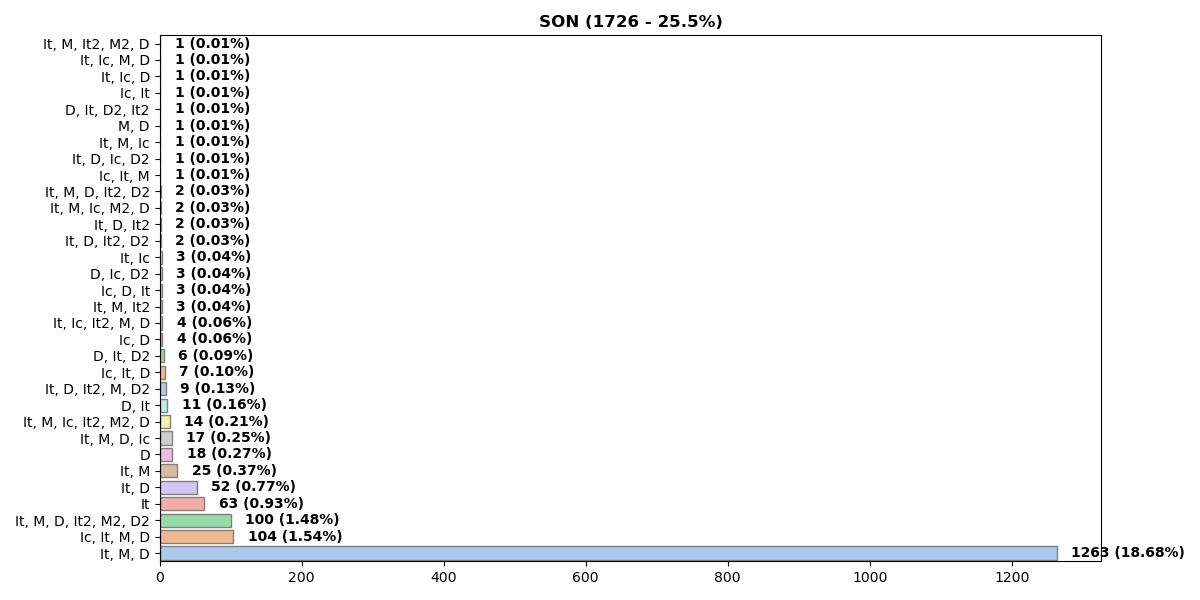 SON (1726 - 25.5%)
It, M, It2, M2, D 1 (0.01%)
It, Ic, M, D 1 (0.01%)
It, Ic, D 1 (0.01%)
Ic, It 1 (0.01%)
D, It, D2, It2 1 (0.01%)
M, D 1 (0.01%)
It, M, Ic 1 (0.01%)
It, D, Ic, D2 1 (0.01%)
Ic, It, M 1 (0.01%)
It, M, D, It2, D2 2 (0.03%)
It, M, Ic, M2, D 2 (0.03%)
It, D, It2 2 (0.03%)
It, D, It2, D2 2 (0.03%)
It, Ic 3 (0.04%)
D, Ic, D2 3 (0.04%)
Ic, D, It 3 (0.04%)
It, M, It2 3 (0.04%)
It, Ic, It2, M, D 4 (0.06%)
Ic, D 4 (0.06%)
D, It, D2 6 (0.09%)
Ic, It, D 7 (0.10%)
It, D, It2, M, D2 9 (0.13%)
D, It 11 (0.16%)
It, M, Ic, It2, M2, D 14 (0.21%)
It, M, D, Ic 17 (0.25%)
D 18 (0.27%)
It, M 25 (0.37%)
It, D 52 (0.77%)
It 63 (0.93%)
It, M, D, It2, M2, D2 100 (1.48%)
Ic, It, M, D 104 (1.54%)
It, M, D 1263 (18.68%)
0 200 400 600 800 1000 1200